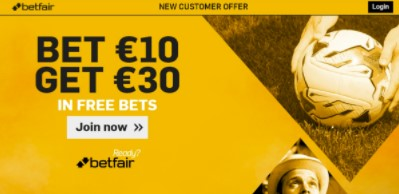 betfair
NEW CUSTOMER OFFER
Login
BET €10
GET €30
IN FREE BETS
Join now »
Ready?
betfair